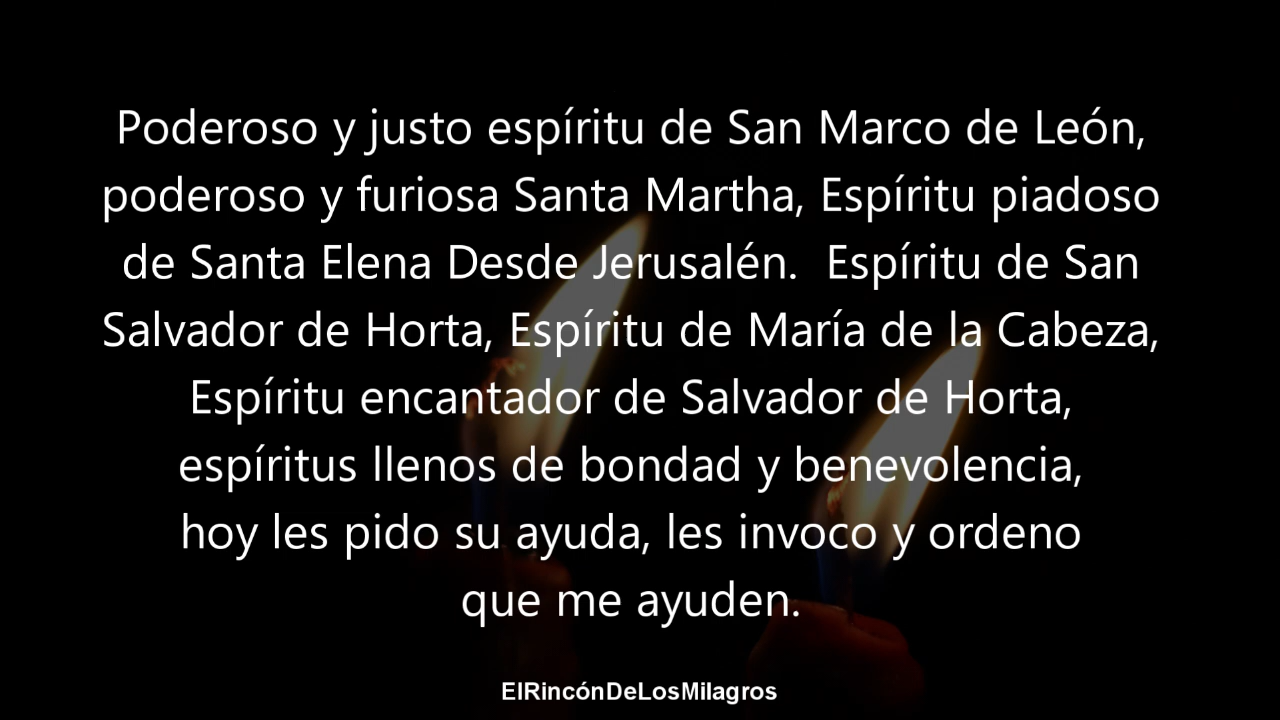 Poderoso y justo espíritu de San Marco de León,
poderoso y furiosa Santa Martha, Espíritu piadoso
de Santa Elena Desde Jerusalén.  Espíritu de San
Salvador de Horta, Espíritu de María de la Cabeza,
Espíritu encantador de Salvador de Horta,
espíritus llenos de bondad y benevolencia,
hoy les pido su ayuda, les invoco y ordeno
que me ayuden.
ElRincónDeLosMilagros